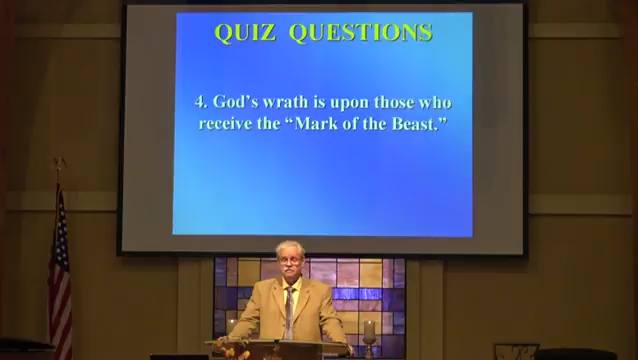 QUIZ QUESTIONS
4. God's wrath is upon those who
receive the “Mark of the Beast.”